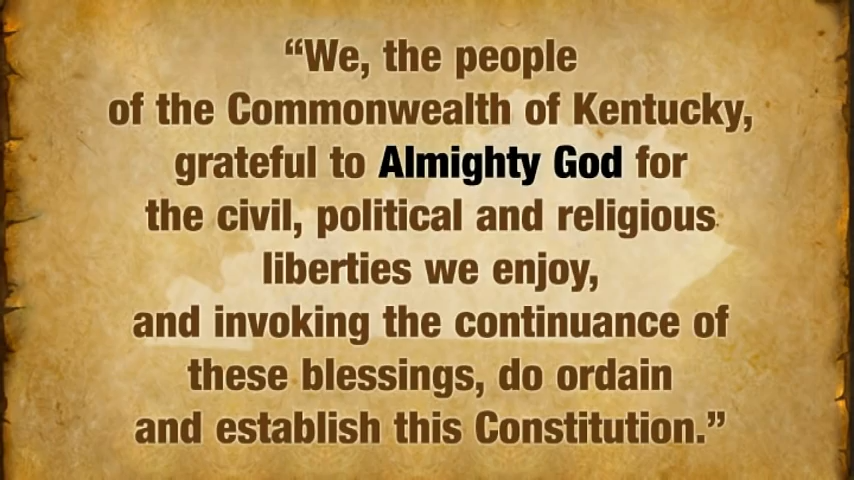 “We, the people
of the Commonwealth of Kentucky,
grateful to Almighty God for
the civil, political and religious
liberties we enjoy,
and invoking the continuance of
these blessings, do ordain
and establish this Constitution.”